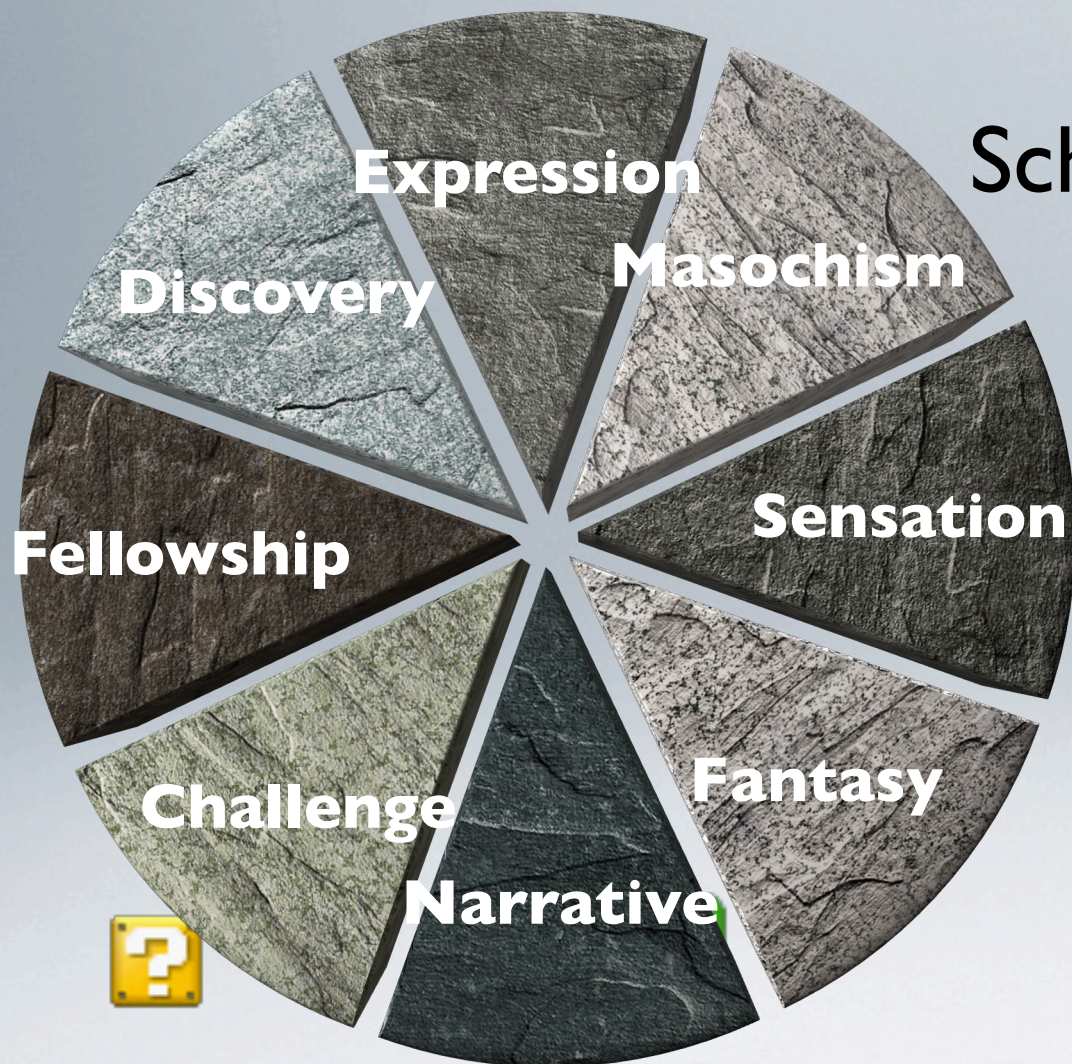 Expression
Sch
Masochism
Discovery
Sensation
Fellowship
Fantasy
Challenge
Narrative
?